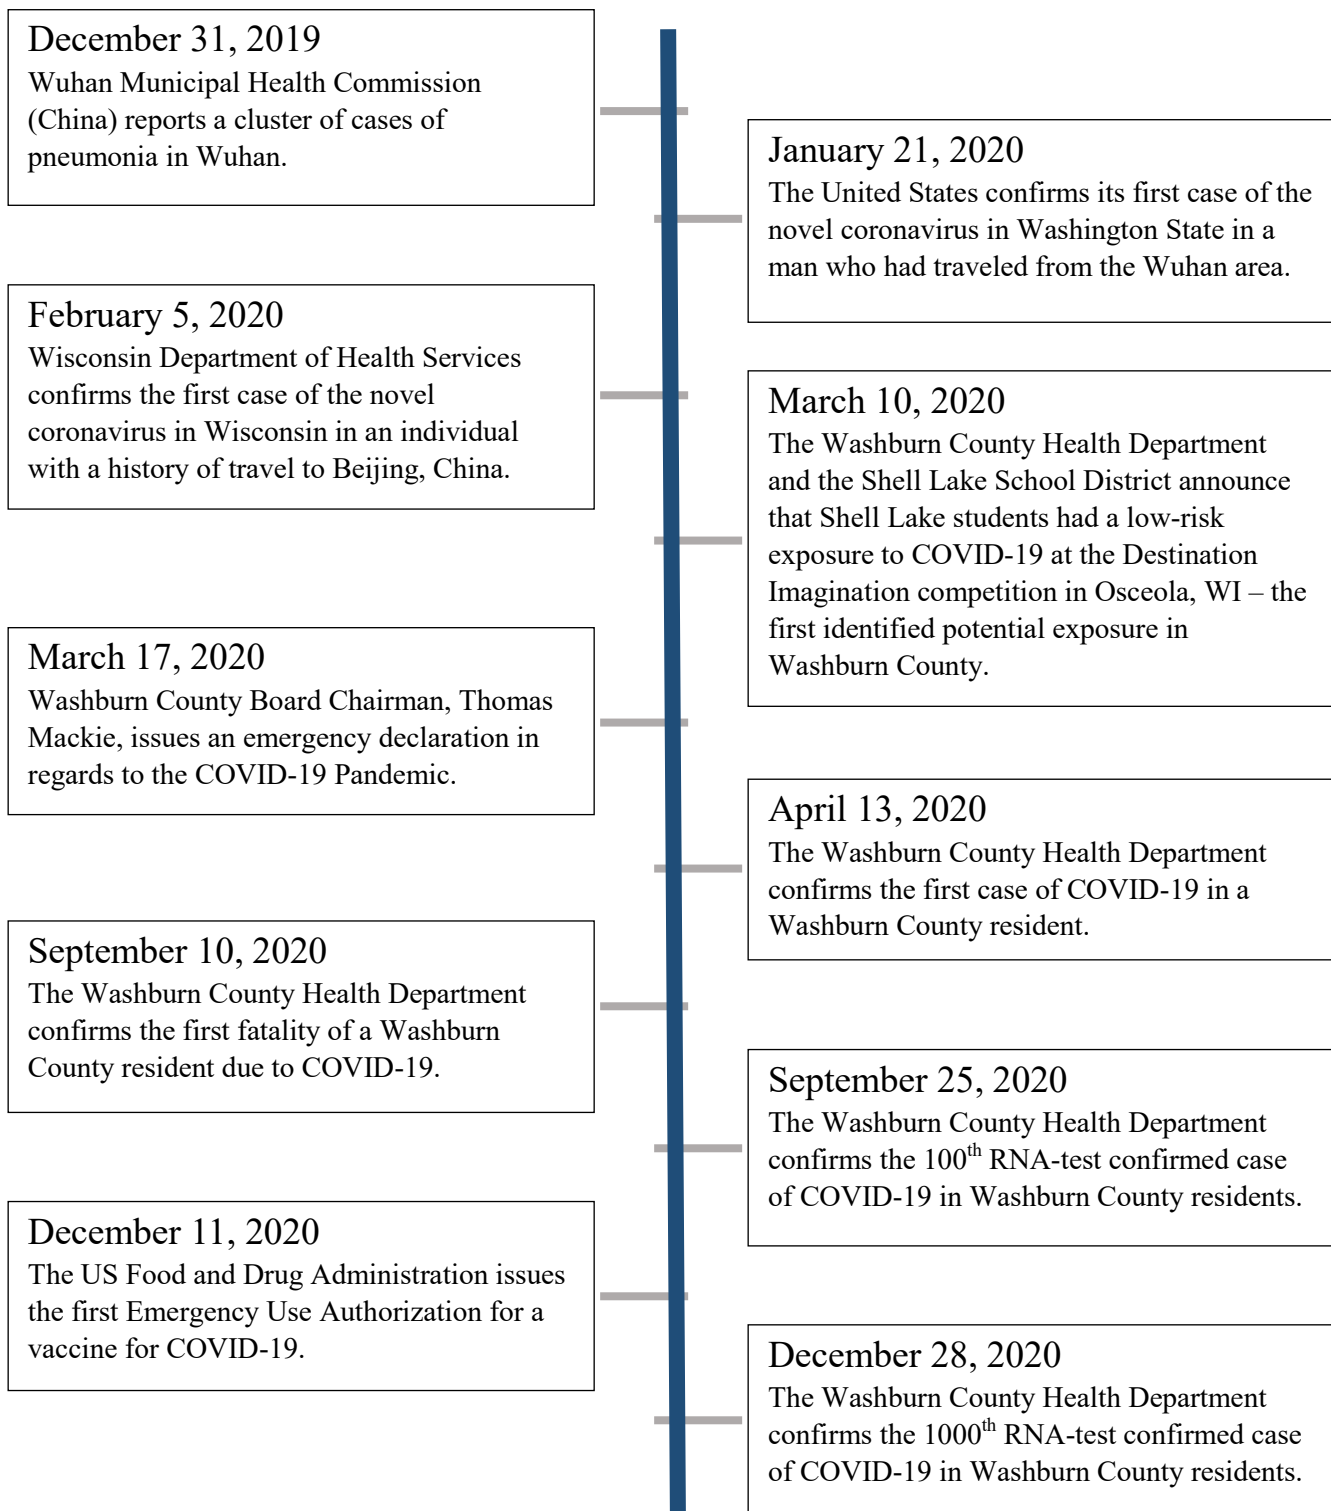 December 31, 2019
Wuhan Municipal Health Commission
(China) reports a cluster of cases of
pneumonia in Wuhan.
January 21, 2020
The United States confirms its first case of the
novel coronavirus in Washington State in a
man who had traveled from the Wuhan area.
February 5, 2020
Wisconsin Department of Health Services
confirms the first case of the novel
coronavirus in Wisconsin in an individual
with a history of travel to Beijing, China.
March 10, 2020
The Washburn County Health Department
and the Shell Lake School District announce
that Shell Lake students had a low-risk
exposure to COVID-19 at the Destination
Imagination competition in Osceola, WI – the
first identified potential exposure in
Washburn County.
March 17, 2020
Washburn County Board Chairman, Thomas
Mackie, issues an emergency declaration in
regards to the COVID-19 Pandemic.
April 13, 2020
The Washburn County Health Department
confirms the first case of COVID-19 in a
Washburn County resident.
September 10, 2020
The Washburn County Health Department
confirms the first fatality of a Washburn
County resident due to COVID-19.
September 25, 2020
The Washburn County Health Department
confirms the 100th RNA-test confirmed case
of COVID-19 in Washburn County residents.
December 11, 2020
The US Food and Drug Administration issues
the first Emergency Use Authorization for a
vaccine for COVID-19.
December 28, 2020
The Washburn County Health Department
confirms the 1000th RNA-test confirmed case
of COVID-19 in Washburn County residents.